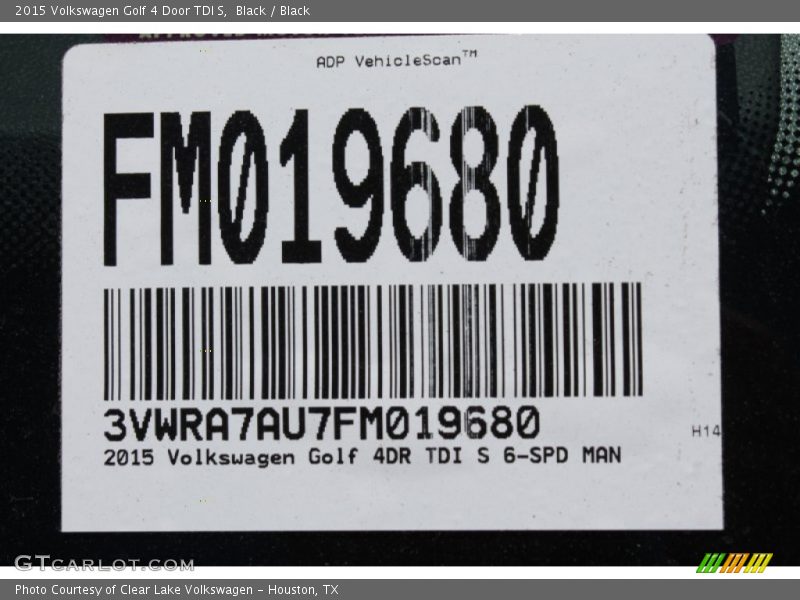 2015 Volkswagen Golf 4 Door TDI S,  Black / Black
ADP VehicleScan™
FM019680
3VWRA7AU7FM019680
H14
2015 Volkswagen Golf 4DR TDI S 6-SPD MAN
GTCARLOT.COM
Photo Courtesy of Clear Lake Volkswagen – Houston, TX